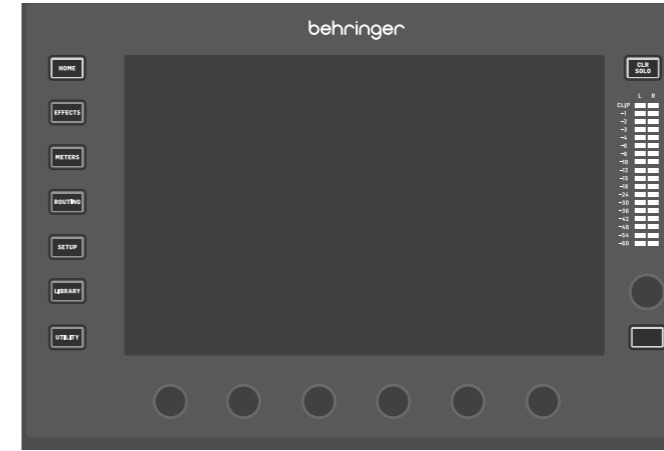 behringer
HOME
EFFECTS
METERS
ROUTING
SETUP
LIBRARY
UTILITY
CLR
SOLO
L R
CLIP
-1
-2
-3
-4
-6
-8
-10
-12
-15
-18
-24
-30
-36
-42
-48
-54
-60